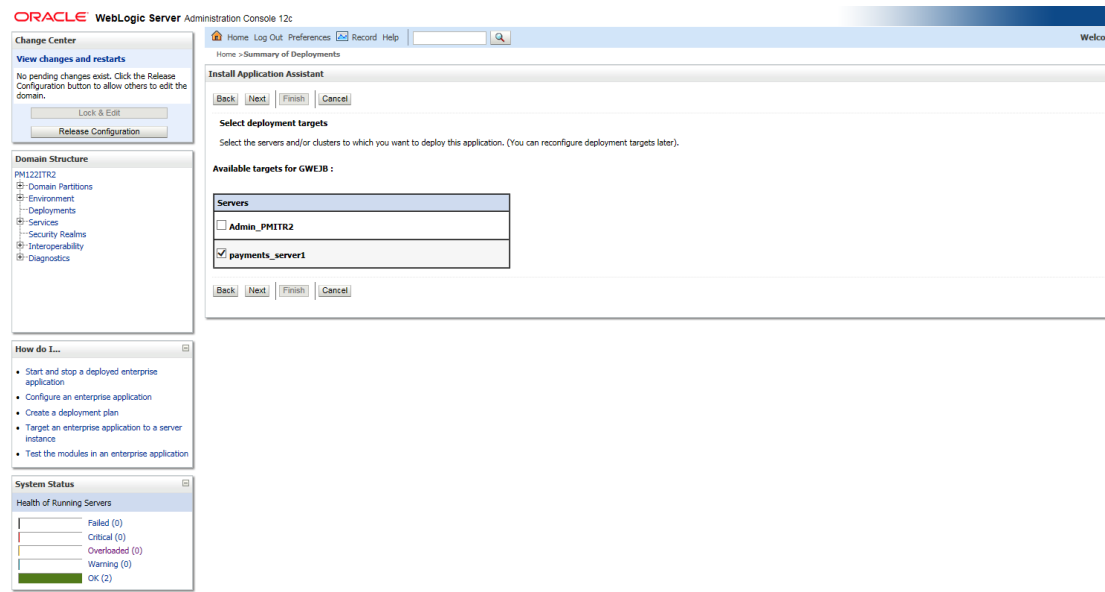 ORACLE WebLogic Server Administration Console 12c
Change Center
View changes and restarts
No pending changes exist. Click the Release
Configuration button to allow others to edit the
domain.
Lock & Edit
Release Configuration
Domain Structure
PM122ITR2
Domain Partitions
Environment
Deployments
Services
Security Realms
Interoperability
Diagnostics
How do I...
Start and stop a deployed enterprise
application
Configure an enterprise application
Create a deployment plan
Target an enterprise application to a server
instance
Test the modules in an enterprise application
System Status
Health of Running Servers
Failed (0)
Critical (0)
Overloaded (0)
Warning (0)
OK (2)
Home Log Out Preferences Record Help
Welco
Home >Summary of Deployments
Install Application Assistant
Back Next Finish Cancel
Select deployment targets
Select the servers and/or clusters to which you want to deploy this application. (You can reconfigure deployment targets later).
Available targets for GWEJB :
Servers
Admin_PMITR2
payments_server1
Back Next Finish Cancel